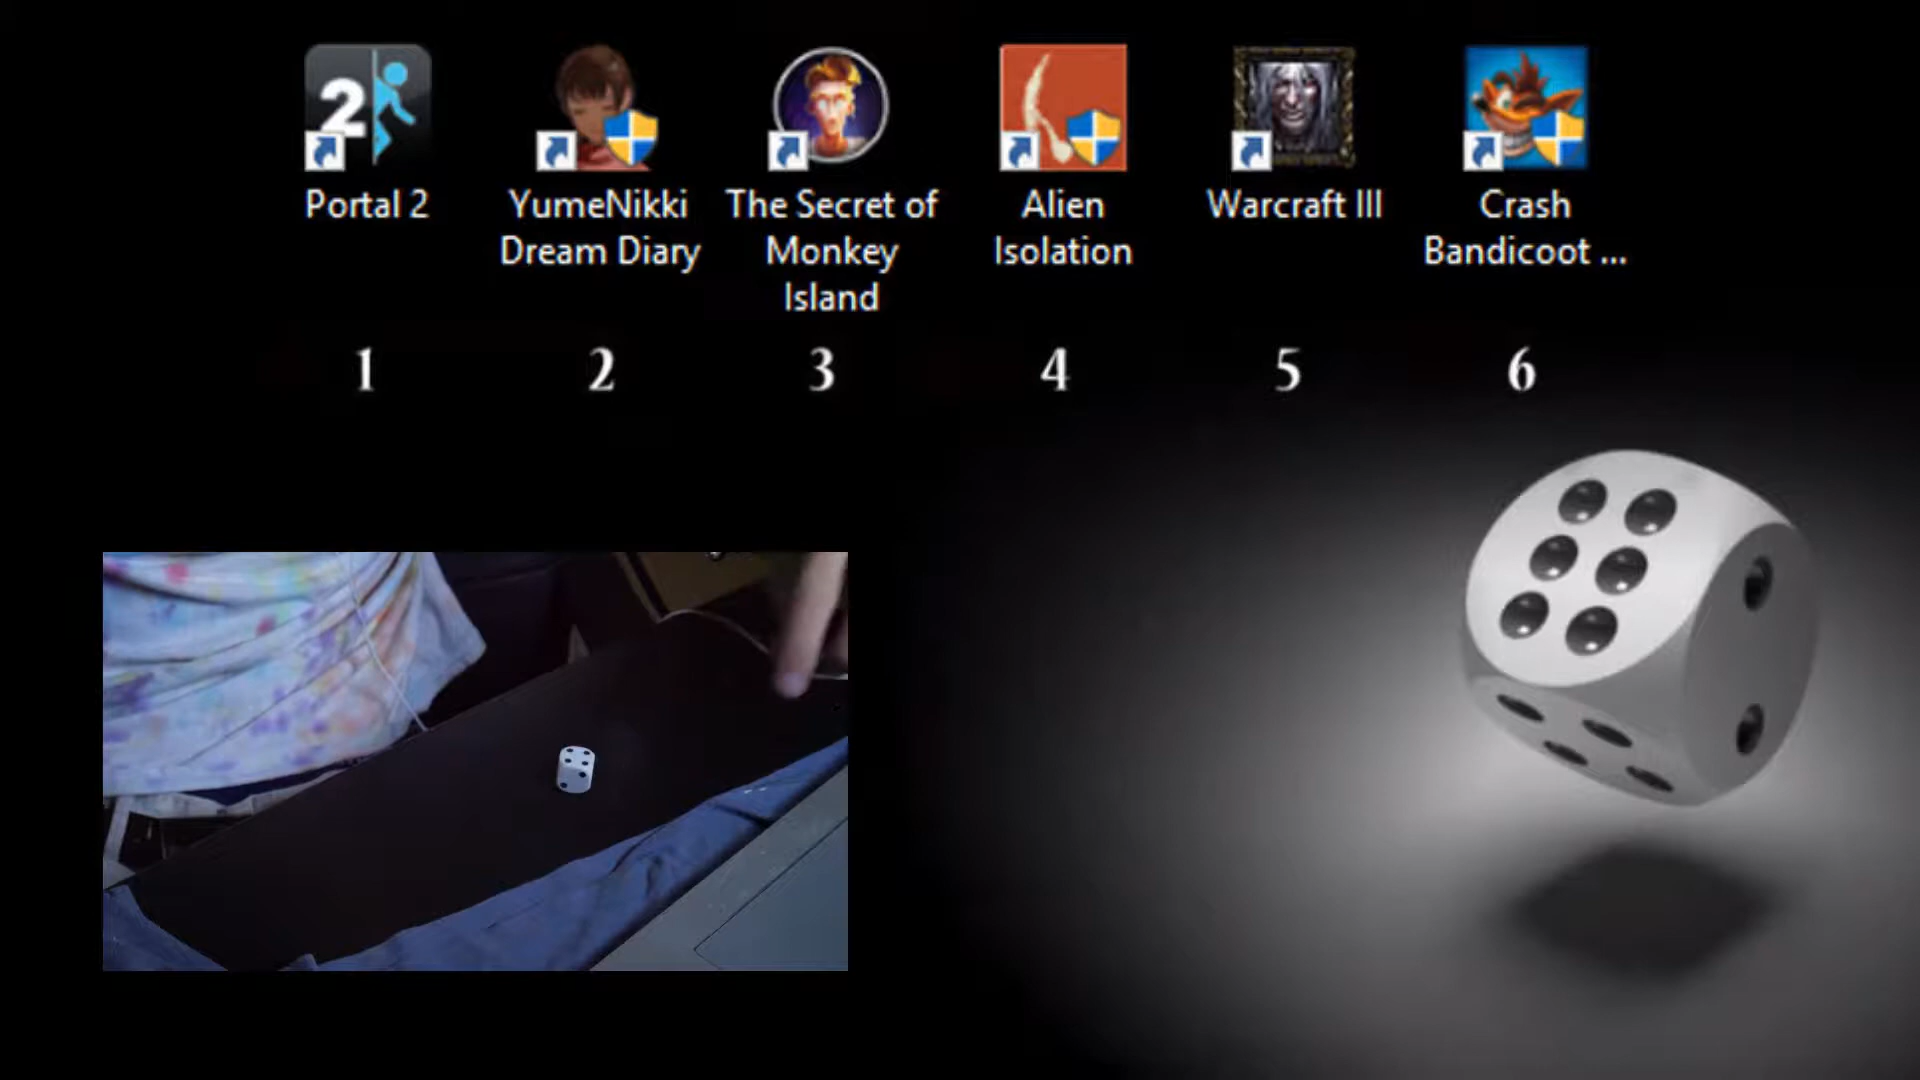 2
Portal 2
YumeNikki
Dream Diary
The Secret of
Monkey
Island
Alien
Isolation
Warcraft III
Crash
Bandicoot ...
1
2
3
4
5
6